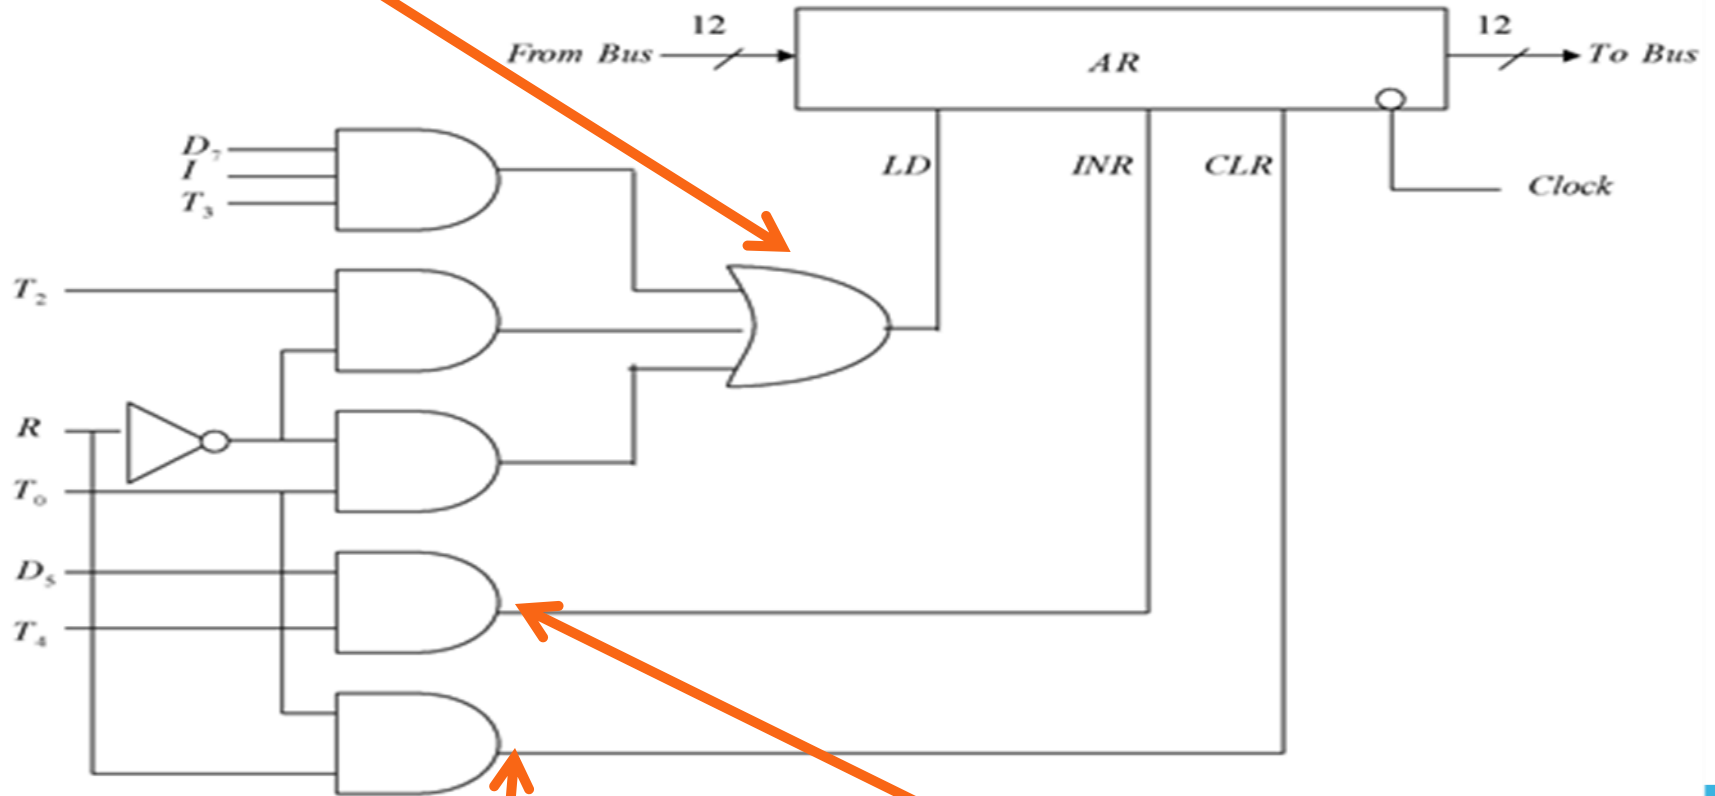 12
12
From Bus
AR
To Bus
D₇
I
T₃
LD
INR
CLR
Clock
T₂
R
T₀
D₅
T₄